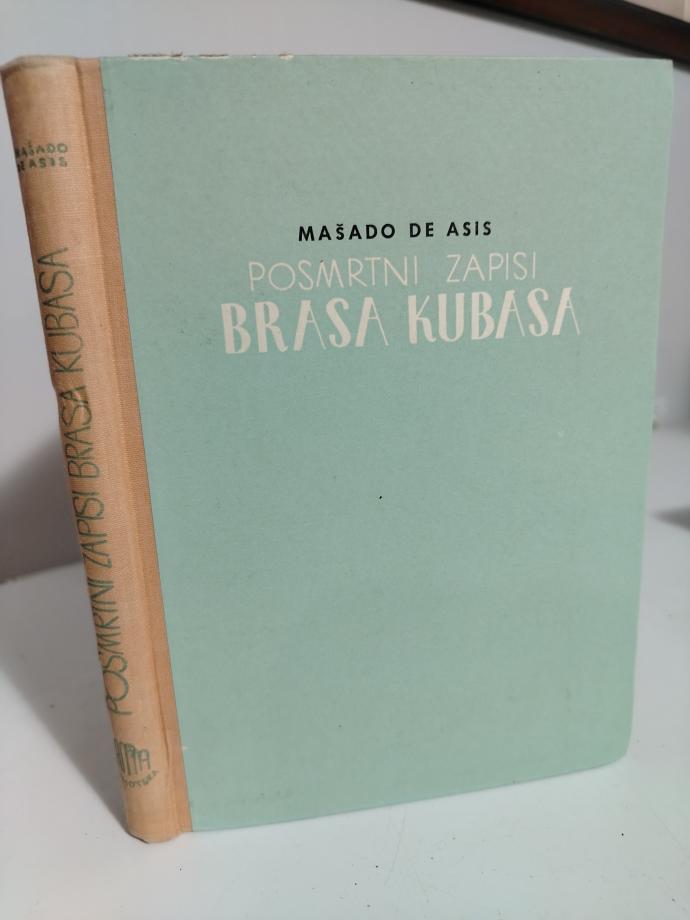 MAŠADO DE ASIS
POSMRTNI ZAPISI
BRASA KUBASA
MAŠADO
DE ASIS
POSMRTNI ZAPISI BRASA KUBASA